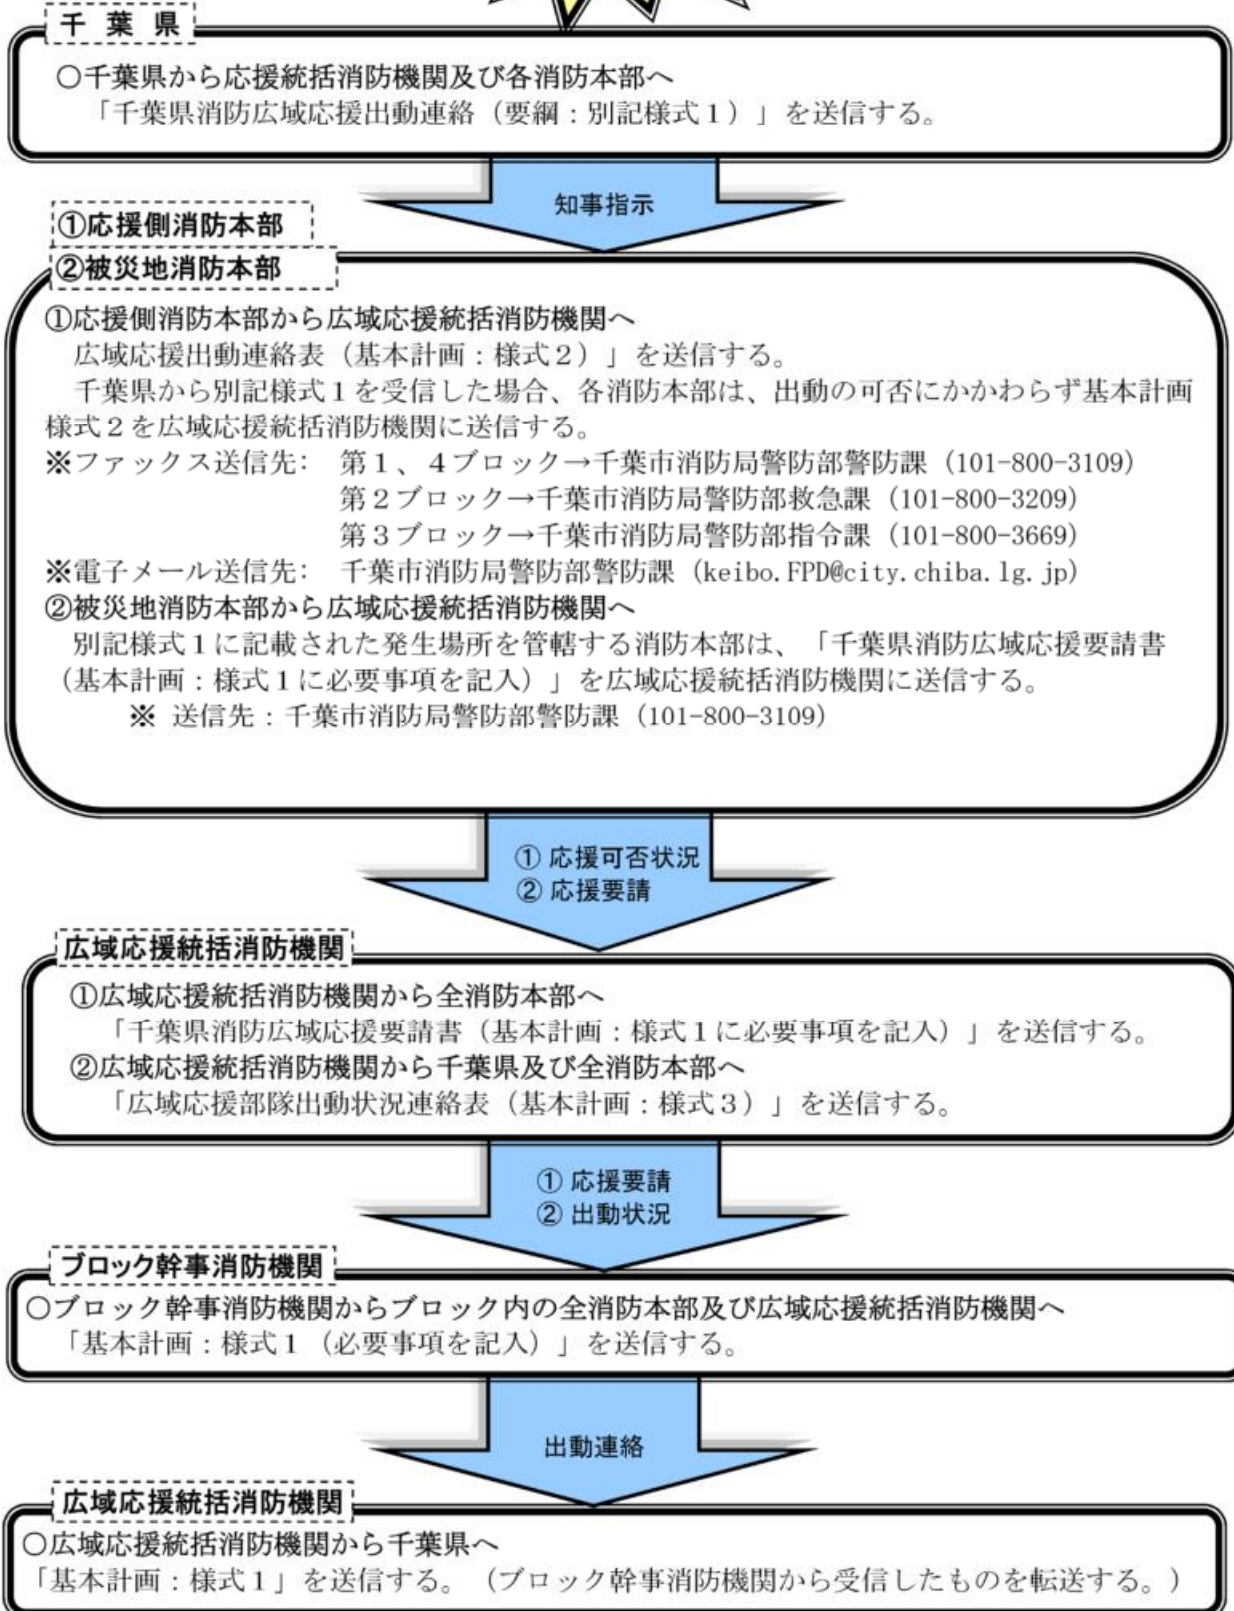 千葉県
○千葉県から応援統括消防機関及び各消防本部へ
「千葉県消防広域応援出動連絡（要綱：別記様式１）」を送信する。
知事指示
①応援側消防本部
②被災地消防本部
①応援側消防本部から広域応援統括消防機関へ
広域応援出動連絡表（基本計画：様式２）」を送信する。
千葉県から別記様式１を受信した場合、各消防本部は、出動の可否にかかわらず基本計画
様式２を広域応援統括消防機関に送信する。
※ファックス送信先：　第１、４ブロック→千葉市消防局警防部警防課（101-800-3109）
第２ブロック→千葉市消防局警防部救急課（101-800-3209）
第３ブロック→千葉市消防局警防部指令課（101-800-3669）
※電子メール送信先：　千葉市消防局警防部警防課（keibo.FPD@city.chiba.lg.jp）
②被災地消防本部から広域応援統括消防機関へ
別記様式１に記載された発生場所を管轄する消防本部は、「千葉県消防広域応援要請書
（基本計画：様式１に必要事項を記入）」を広域応援統括消防機関に送信する。
※ 送信先：千葉市消防局警防部警防課（101-800-3109）
① 応援可否状況
② 応援要請
広域応援統括消防機関
①広域応援統括消防機関から全消防本部へ
「千葉県消防広域応援要請書（基本計画：様式１に必要事項を記入）」を送信する。
②広域応援統括消防機関から千葉県及び全消防本部へ
「広域応援部隊出動状況連絡表（基本計画：様式３）」を送信する。
① 応援要請
② 出動状況
ブロック幹事消防機関
○ブロック幹事消防機関からブロック内の全消防本部及び広域応援統括消防機関へ
「基本計画：様式１（必要事項を記入）」を送信する。
出動連絡
広域応援統括消防機関
○広域応援統括消防機関から千葉県へ
「基本計画：様式１」を送信する。（ブロック幹事消防機関から受信したものを転送する。）